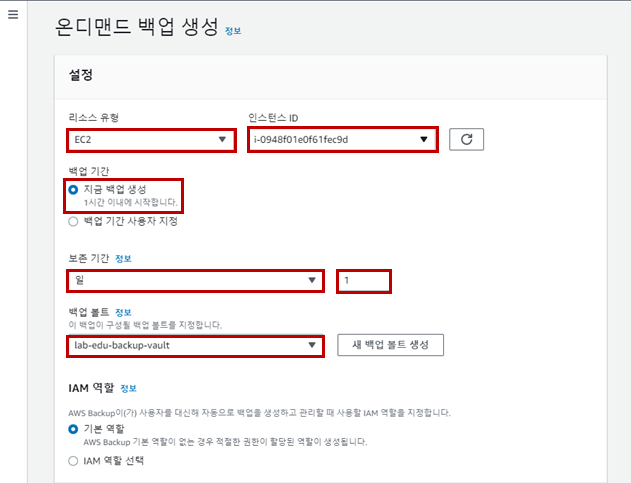 온디맨드 백업 생성 정보
설정
리소스 유형 인스턴스 ID
EC2 i-0948f01e0f61fec9d
백업 기간
지금 백업 생성
1시간 이내에 시작합니다.
백업 기간 사용자 지정
보존 기간 정보
일 1
백업 볼트 정보
이 백업이 구성될 백업 볼트를 지정합니다.
lab-edu-backup-vault 새 백업 볼트 생성
IAM 역할 정보
AWS Backup이(가) 사용자를 대신해 자동으로 백업을 생성하고 관리할 때 사용할 IAM 역할을 지정합니다.
기본 역할
AWS Backup 기본 역할이 없는 경우 적절한 권한이 할당된 역할이 생성됩니다.
IAM 역할 선택